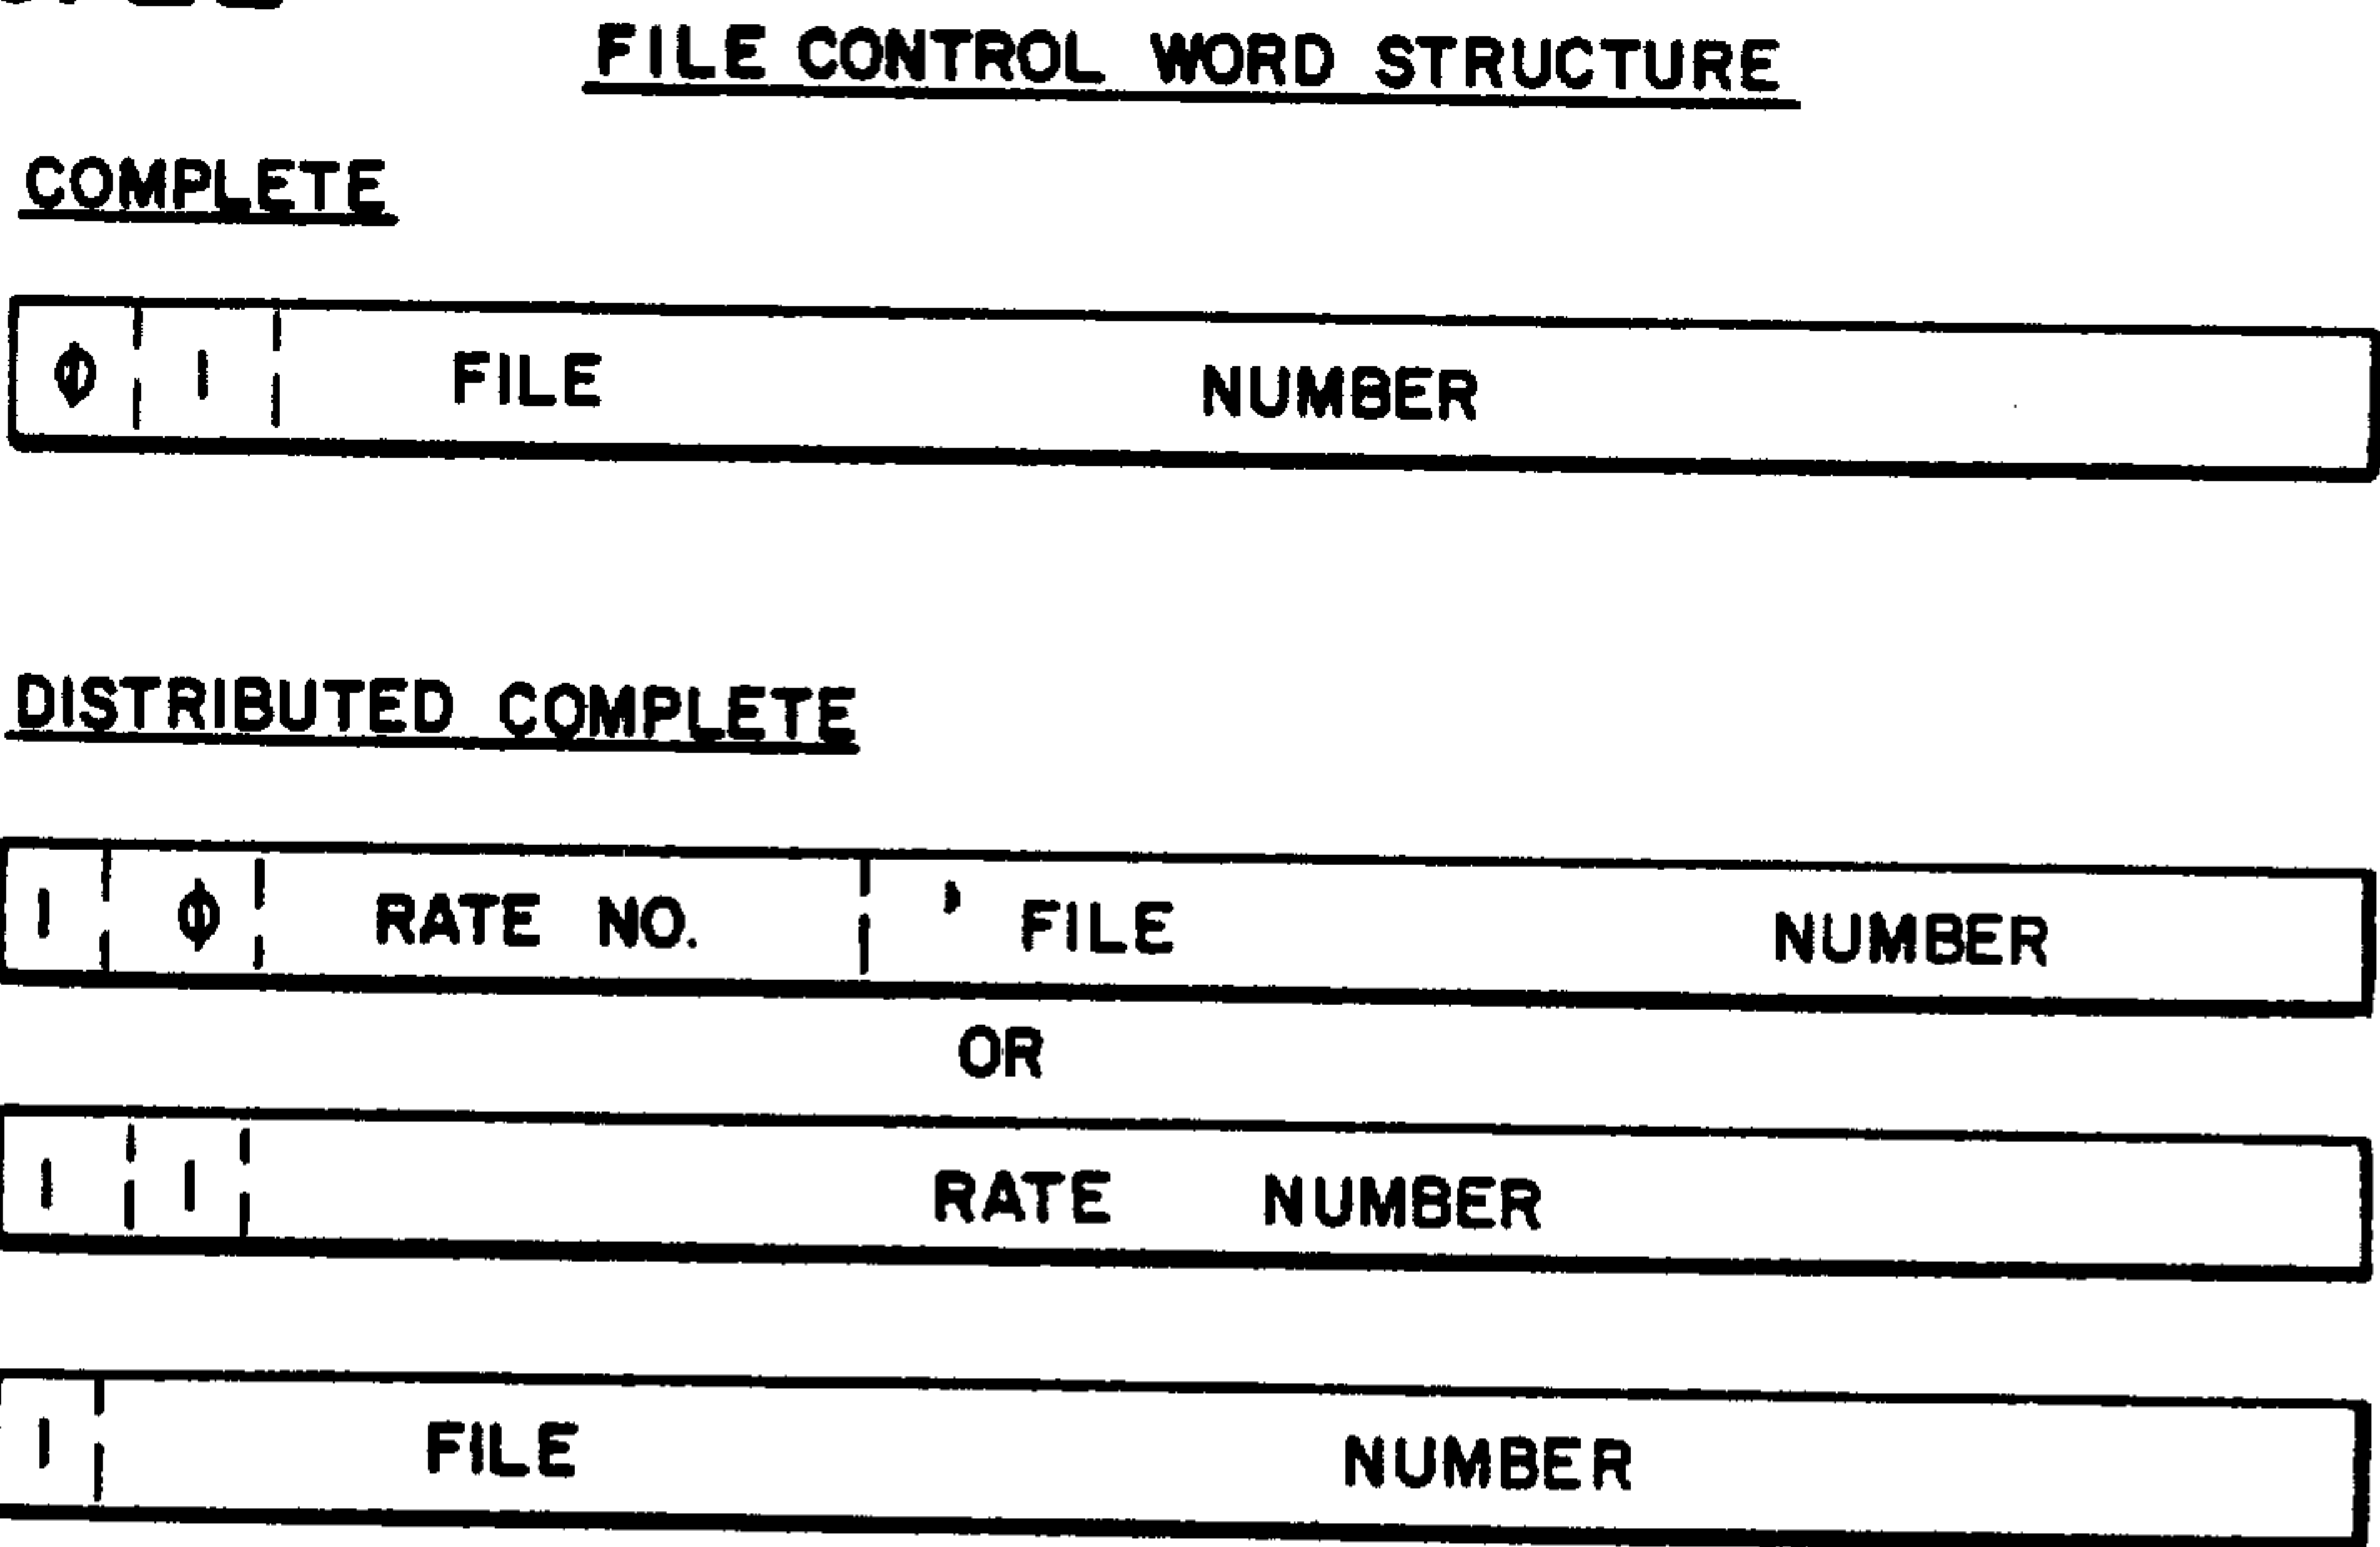 FILE CONTROL WORD STRUCTURE
COMPLETE
Φ 1 FILE NUMBER
DISTRIBUTED COMPLETE
1 Φ RATE NO. FILE NUMBER
OR
1 1 RATE NUMBER
1 FILE NUMBER